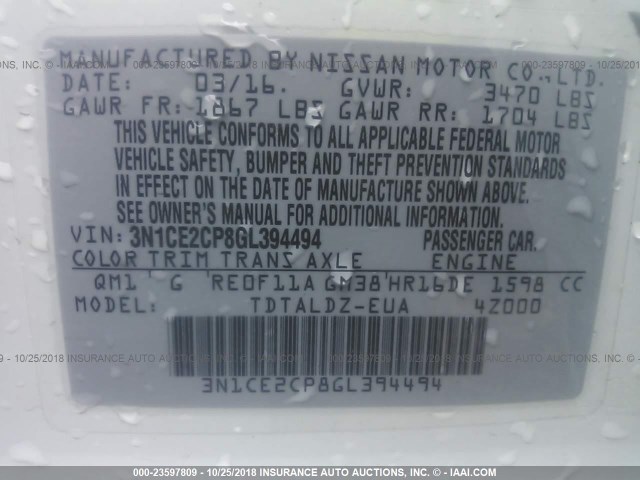 MANUFACTURED BY NISSAN MOTOR CO., LTD.
DATE: 03/16. GVWR: 3470 LBS
GAWR FR: 1867 LBS GAWR RR: 1704 LBS
THIS VEHICLE CONFORMS TO ALL APPLICABLE FEDERAL MOTOR
VEHICLE SAFETY, BUMPER AND THEFT PREVENTION STANDARDS
IN EFFECT ON THE DATE OF MANUFACTURE SHOWN ABOVE.
SEE OWNER'S MANUAL FOR ADDITIONAL INFORMATION.
VIN: 3N1CE2CP8GL394494 PASSENGER CAR.
COLOR TRIM TRANS AXLE ENGINE
QM1 G RE0F11A GM38 HR16DE 1598 CC
MODEL: TDTALDZ-EUA 4Z000
3N1CE2CP8GL394494
000-23597809 - 10/25/2018 INSURANCE AUTO AUCTIONS, INC. - IAAI.COM